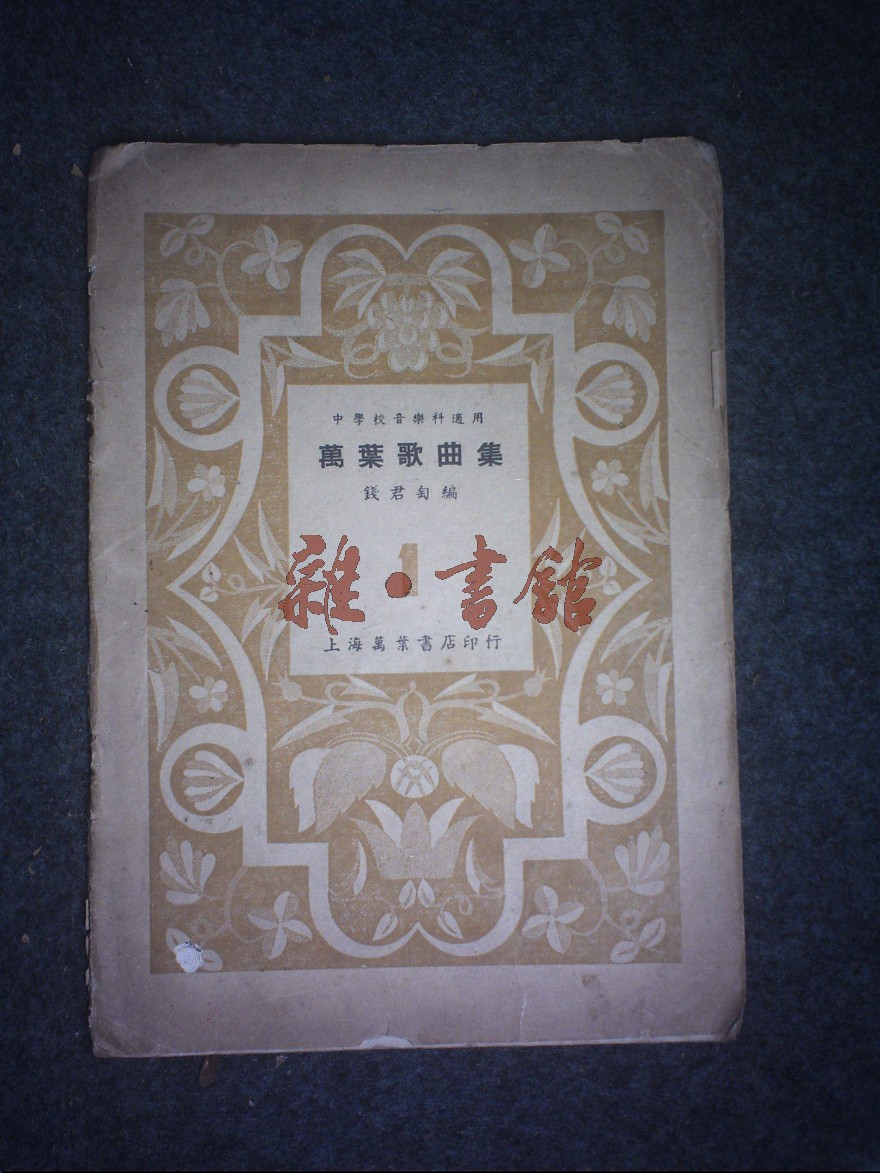 中學校音樂科適用
萬葉歌曲集
錢君匋編
1
雜·書館
上海萬葉書店印行